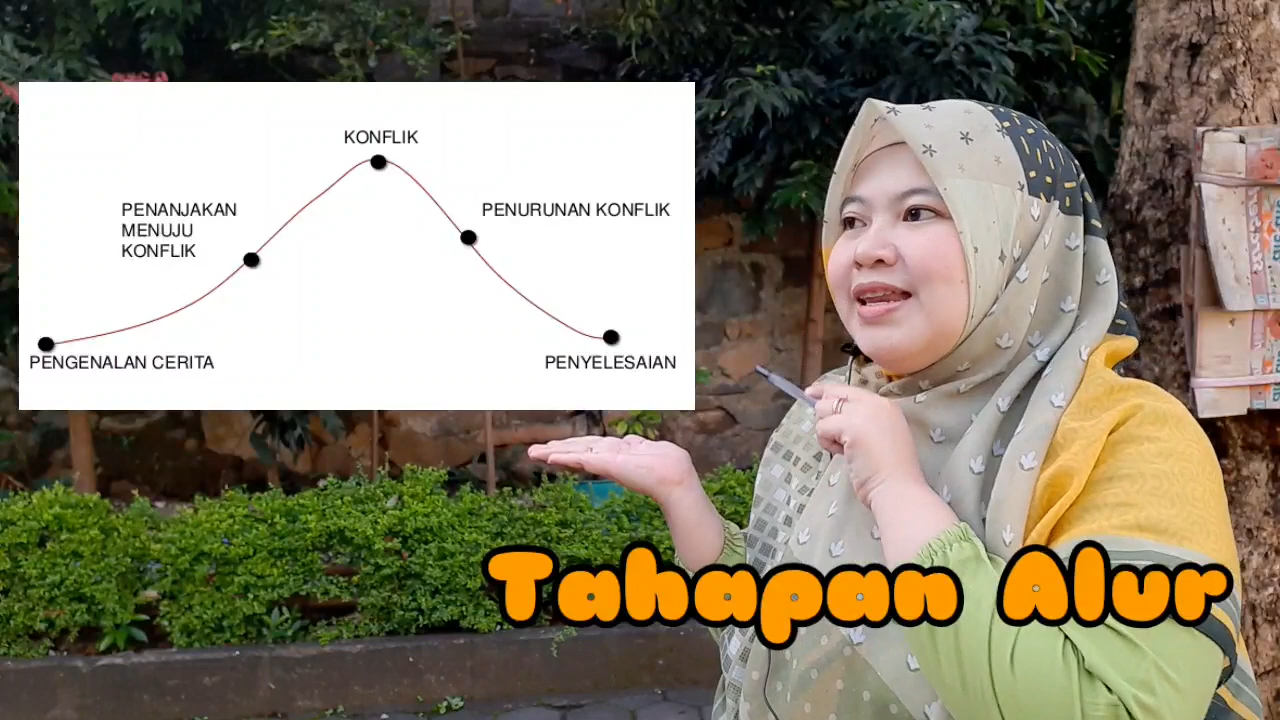 KONFLIK
PENANJAKAN
MENUJU
KONFLIK
PENURUNAN KONFLIK
PENGENALAN CERITA
PENYELESAIAN
Tahapan Alur